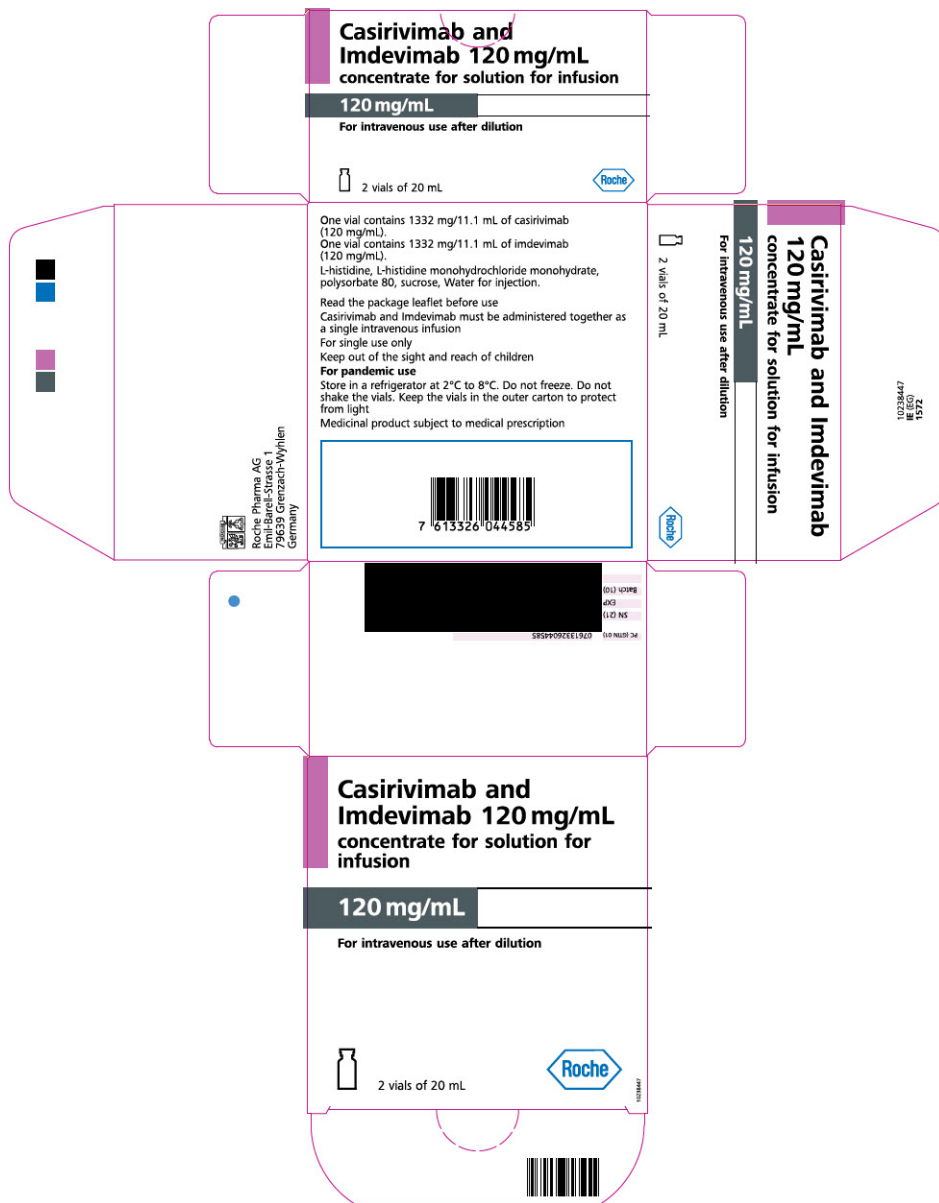 Casirivimab and
Imdevimab 120 mg/mL
concentrate for solution for infusion
120 mg/mL
For intravenous use after dilution
2 vials of 20 mL
Roche
One vial contains 1332 mg/11.1 mL of casirivimab
(120 mg/mL).
One vial contains 1332 mg/11.1 mL of imdevimab
(120 mg/mL).
L-histidine, L-histidine monohydrochloride monohydrate,
polysorbate 80, sucrose, Water for injection.
Read the package leaflet before use
Casirivimab and Imdevimab must be administered together as
a single intravenous infusion
For single use only
Keep out of the sight and reach of children
For pandemic use
Store in a refrigerator at 2°C to 8°C. Do not freeze. Do not
shake the vials. Keep the vials in the outer carton to protect
from light
Medicinal product subject to medical prescription
7 613326 044585
Roche Pharma AG
Emil-Barell-Strasse 1
79639 Grenzach-Wyhlen
Germany
Casirivimab and Imdevimab
120 mg/mL
concentrate for solution for infusion
120 mg/mL
For intravenous use after dilution
2 vials of 20 mL
Roche
10238447
IE (EG)
1572
PC (GTIN 01) 07613326044585
SN (21)
EXP
Batch (10)
Casirivimab and
Imdevimab 120 mg/mL
concentrate for solution for
infusion
120 mg/mL
For intravenous use after dilution
2 vials of 20 mL
Roche
10238447